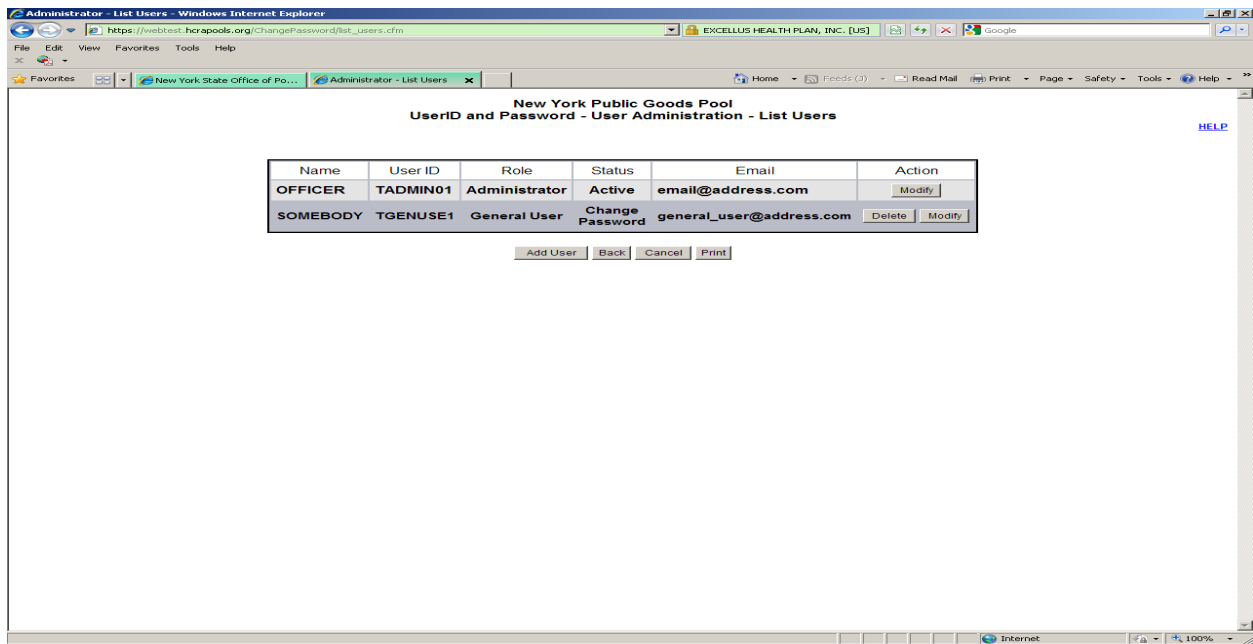 Administrator - List Users - Windows Internet Explorer
https://webtest.hcrapools.org/ChangePassword/list_users.cfm EXCELLUS HEALTH PLAN, INC. [US] Google
File Edit View Favorites Tools Help
Favorites New York State Office of Po... Administrator - List Users Home Feeds (J) Read Mail Print Page Safety Tools Help
New York Public Goods Pool
UserID and Password - User Administration - List Users
HELP
Name User ID Role Status Email Action
OFFICER TADMIN01 Administrator Active email@address.com Modify
SOMEBODY TGENUSE1 General User Change Password general_user@address.com Delete Modify
Add User Back Cancel Print
Internet 100%